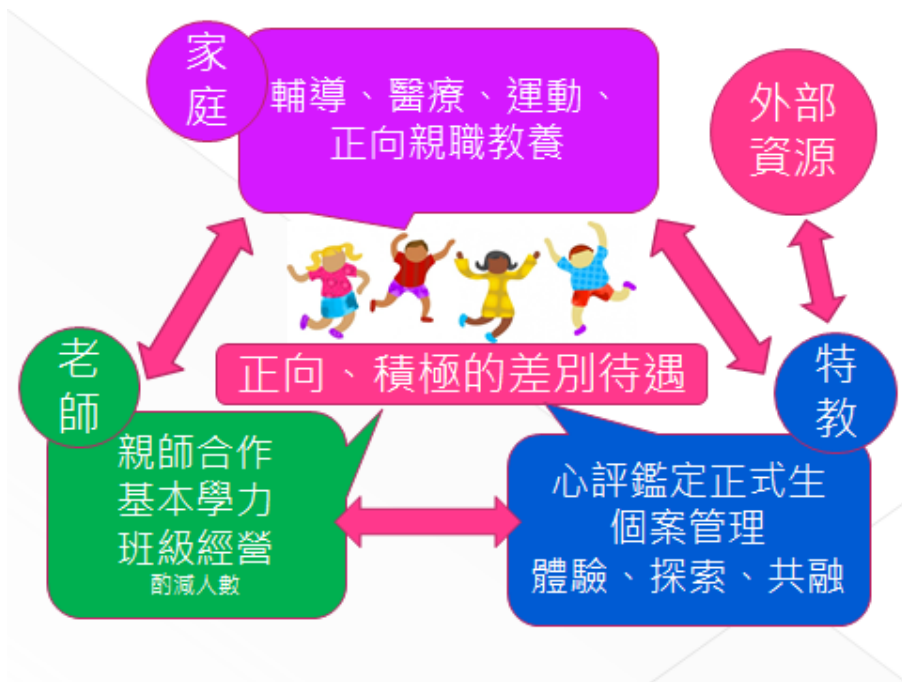 家
庭
輔導、醫療、運動、
正向親職教養
外部
資源
正向、積極的差別待遇
老
師
親師合作
基本學力
班級經營
酌減人數
特
教
心評鑑定正式生
個案管理
體驗、探索、共融